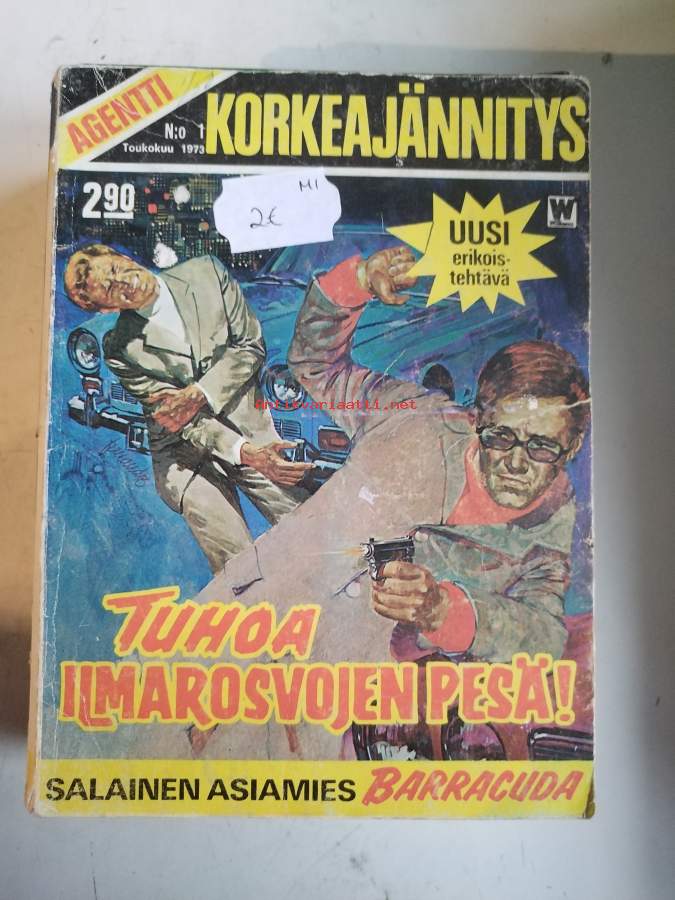 AGENTTI
N:o 1
Toukokuu 1973
KORKEAJÄNNITYS
2.90
M1
2€
W
UUSI
erikois-
tehtävä
antikvariaatti.net
TUHOA
ILMAROSVOJEN PESÄ!
SALAINEN ASIAMIES BARRACUDA